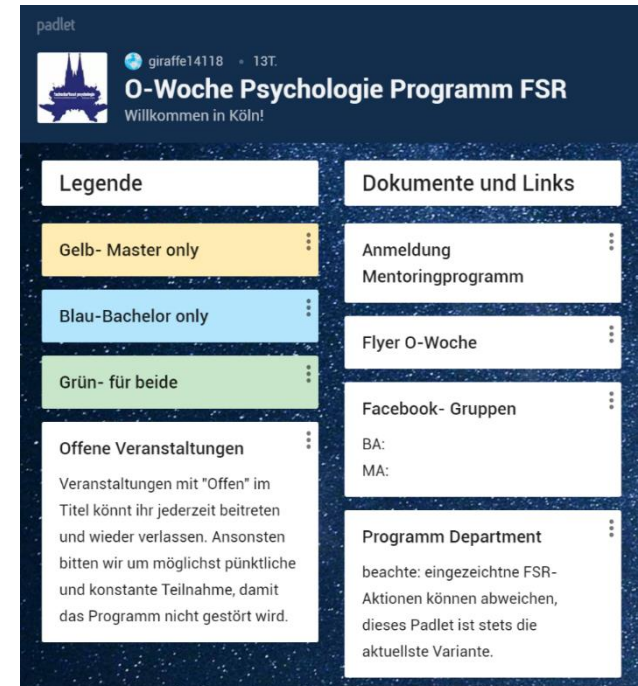 padlet
giraffe14118 • 13T.
O-Woche Psychologie Programm FSR
Willkommen in Köln!
Legende
Gelb- Master only
Blau-Bachelor only
Grün- für beide
Offene Veranstaltungen
Veranstaltungen mit "Offen" im
Titel könnt ihr jederzeit beitreten
und wieder verlassen. Ansonsten
bitten wir um möglichst pünktliche
und konstante Teilnahme, damit
das Programm nicht gestört wird.
Dokumente und Links
Anmeldung
Mentoringprogramm
Flyer O-Woche
Facebook- Gruppen
BA:
MA:
Programm Department
beachte: eingezeichtne FSR-
Aktionen können abweichen,
dieses Padlet ist stets die
aktuellste Variante.